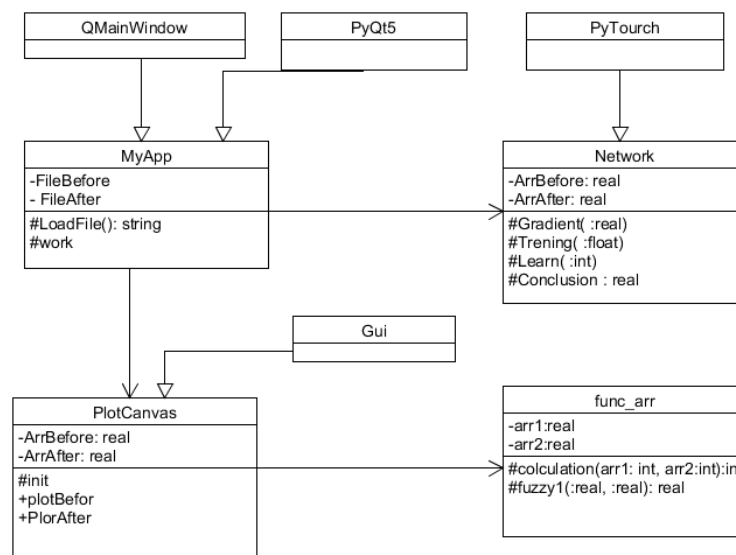 QMainWindow
PyQt5
PyTourch
MyApp
-FileBefore
- FileAfter
#LoadFile(): string
#work
Network
-ArrBefore: real
-ArrAfter: real
#Gradient( :real)
#Trening( :float)
#Learn( :int)
#Conclusion : real
Gui
PlotCanvas
-ArrBefore: real
-ArrAfter: real
#init
+plotBefor
+PlorAfter
func_arr
-arr1:real
-arr2:real
#colculation(arr1: int, arr2:int):in
#fuzzy1(:real, :real): real